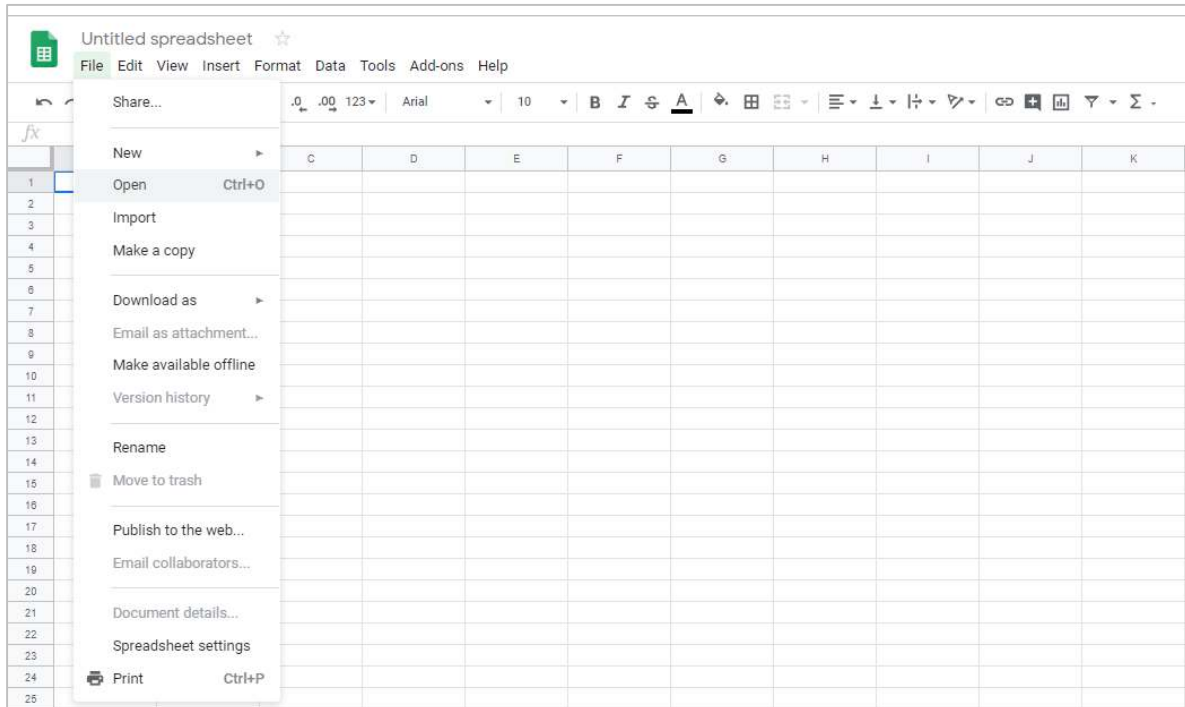 Untitled spreadsheet
File Edit View Insert Format Data Tools Add-ons Help
.0 .00 123 Arial 10 B I S A Σ
fx
C D E F G H I J K
Share...
New
Open Ctrl+O
Import
Make a copy
Download as
Email as attachment...
Make available offline
Version history
Rename
Move to trash
Publish to the web...
Email collaborators...
Document details...
Spreadsheet settings
Print Ctrl+P
1
2
3
4
5
6
7
8
9
10
11
12
13
14
15
16
17
18
19
20
21
22
23
24
25